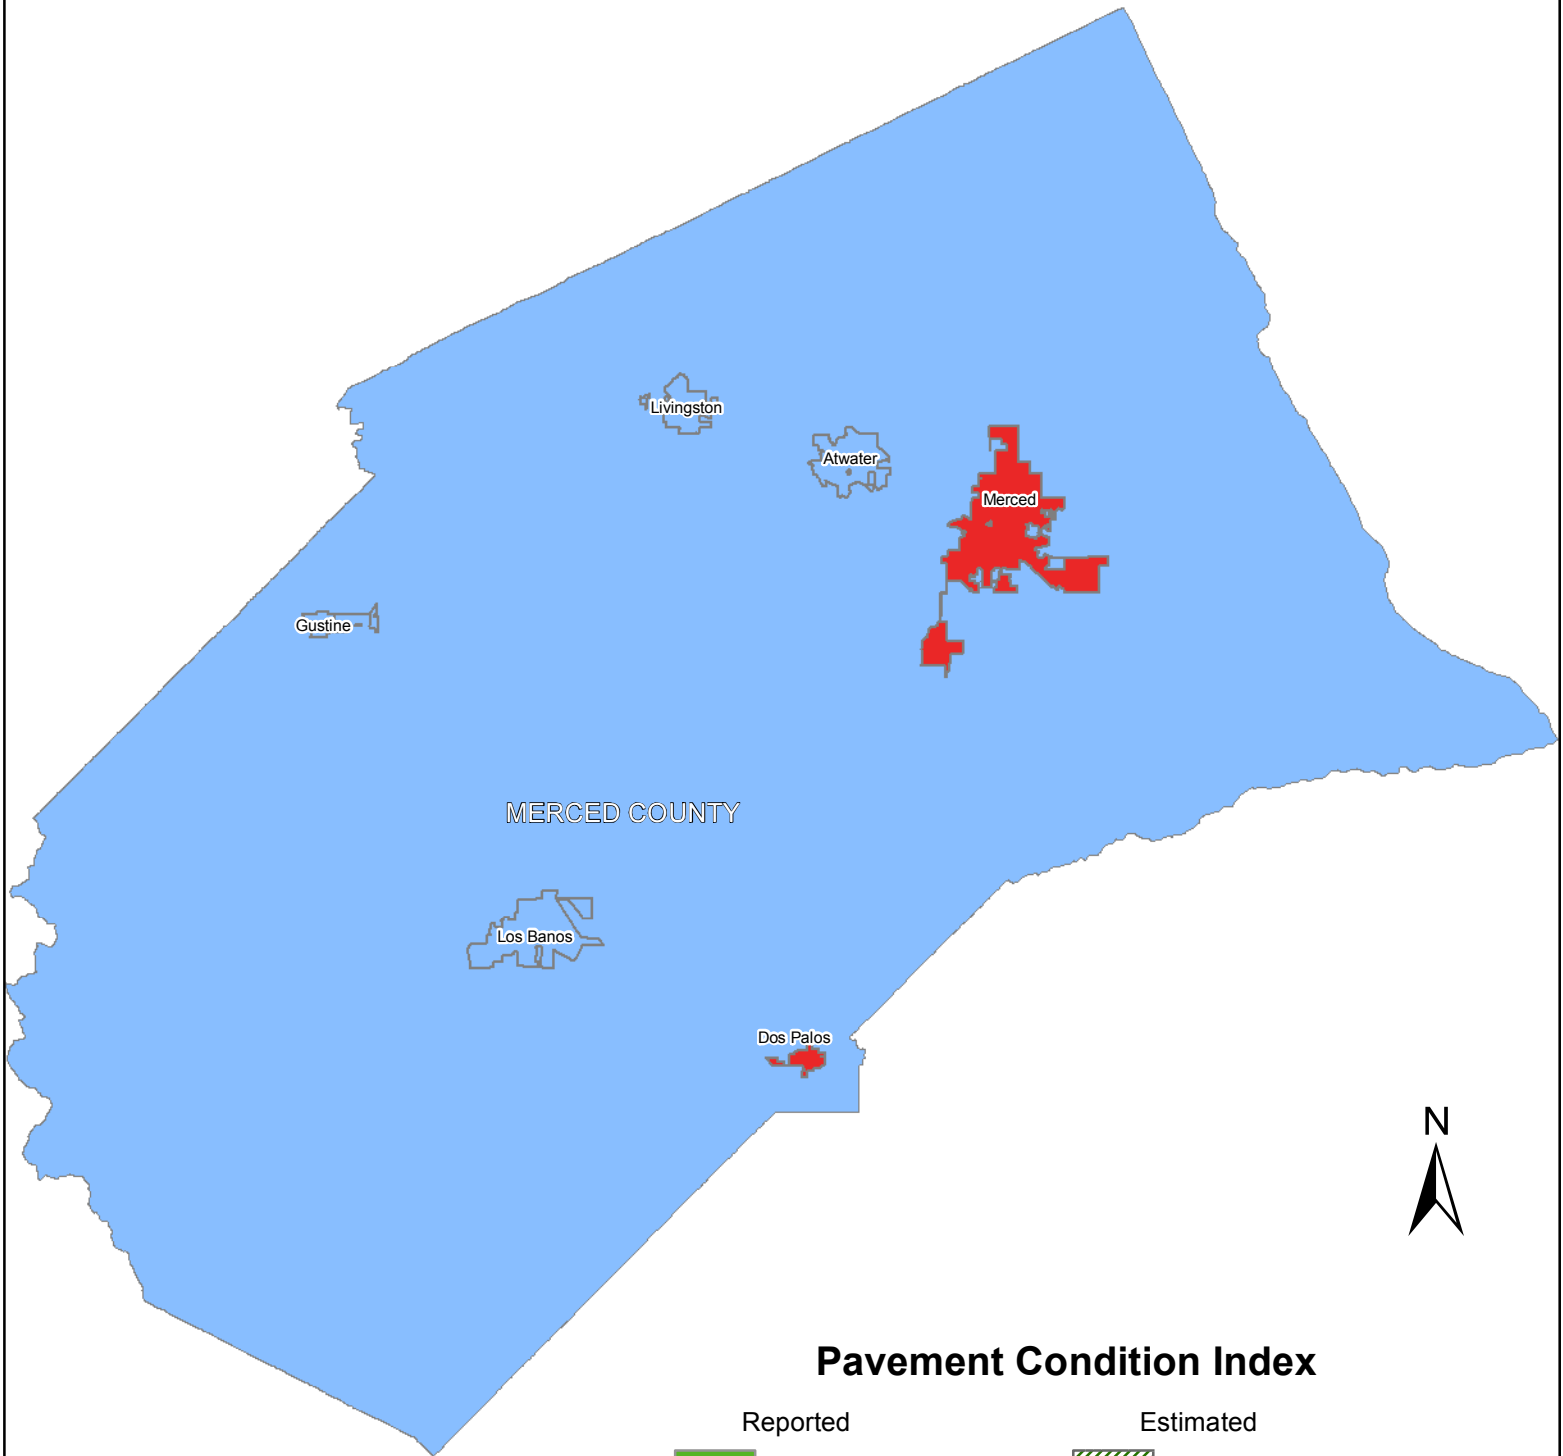 Livingston
Atwater
Merced
Gustine
MERCED COUNTY
Los Banos
Dos Palos
N
Pavement Condition Index
Reported
Estimated